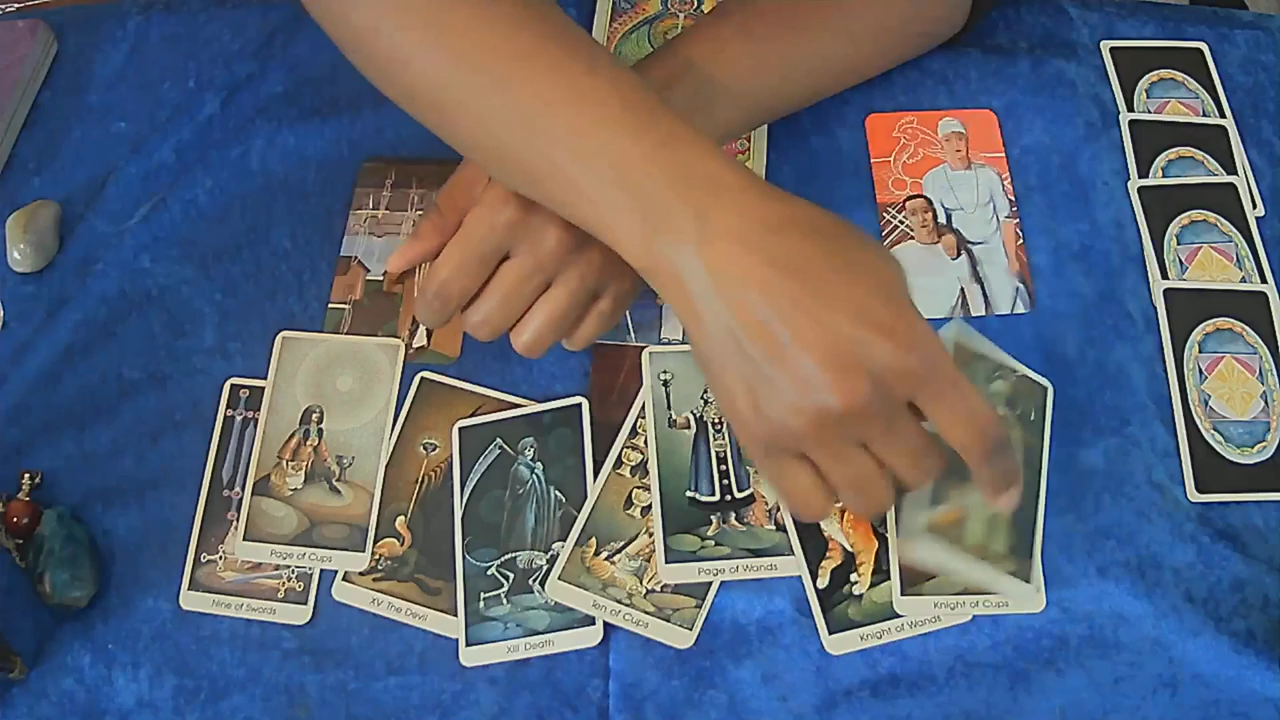 Nine of Swords
Page of Cups
XV The Devil
XIII Death
Ten of Cups
Page of Wands
Knight of Wands
Knight of Cups